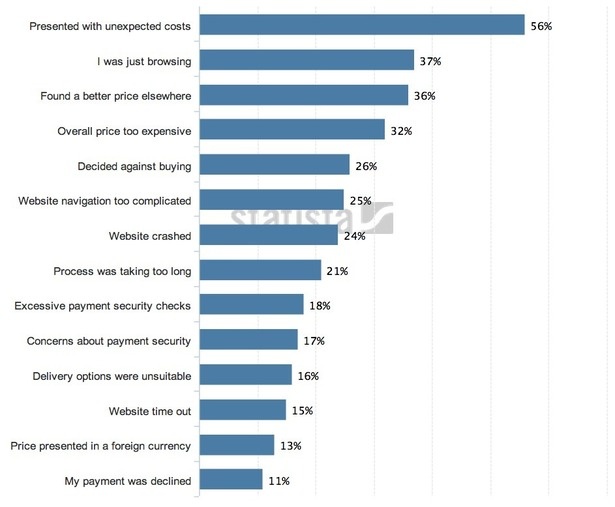 Presented with unexpected costs 56%
I was just browsing 37%
Found a better price elsewhere 36%
Overall price too expensive 32%
Decided against buying 26%
Website navigation too complicated 25%
statista
Website crashed 24%
Process was taking too long 21%
Excessive payment security checks 18%
Concerns about payment security 17%
Delivery options were unsuitable 16%
Website time out 15%
Price presented in a foreign currency 13%
My payment was declined 11%